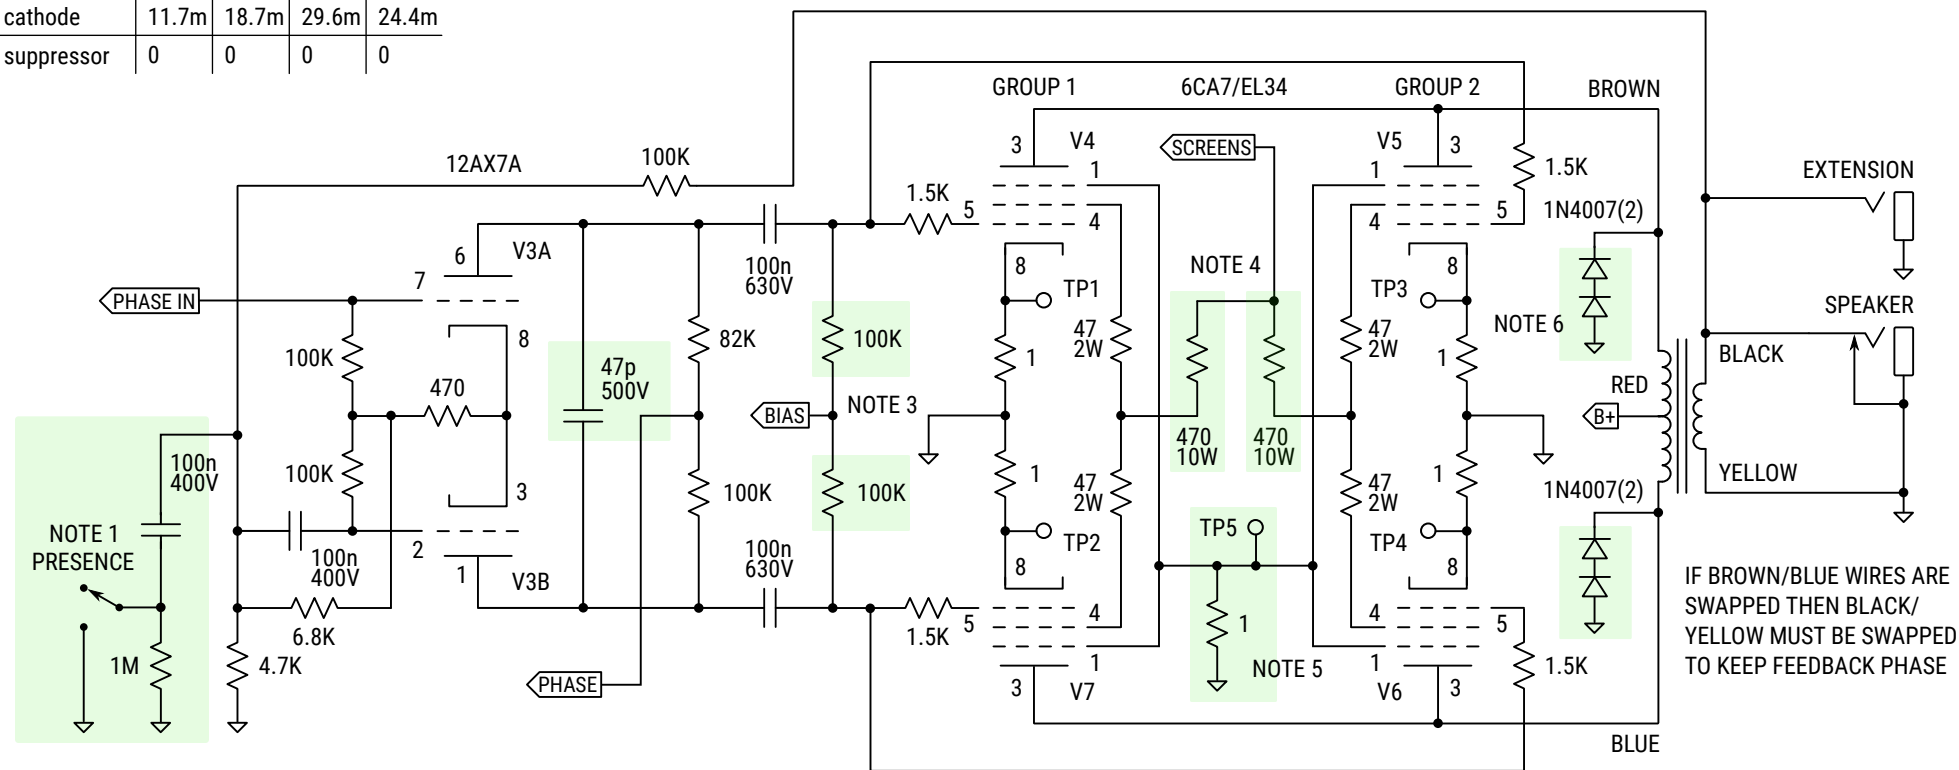 cathode 11.7m 18.7m 29.6m 24.4m
suppressor 0 0 0 0
GROUP 1 6CA7/EL34 GROUP 2 BROWN
3 V4 SCREENS V5 3
12AX7A 100K 1 1 1.5K EXTENSION
1.5K 5 4 4 5 1N4007(2)
6 V3A 8 NOTE 4 8
7 100n
630V TP1 TP3
PHASE IN SPEAKER
8 82K 100K 47
2W 47
2W NOTE 6
100K 1 1 BLACK
470 47p
500V RED
BIAS NOTE 3 B+
100n
400V 100K 470
10W 470
10W YELLOW
3 100K 100K 1 47
2W 47
2W 1 1N4007(2)
NOTE 1
PRESENCE
100n
400V 2 100n
630V TP2 TP5 TP4
1 V3B 8 8
IF BROWN/BLUE WIRES ARE
SWAPPED THEN BLACK/
YELLOW MUST BE SWAPPED
TO KEEP FEEDBACK PHASE
6.8K 1.5K 5 4 1 4 5
1M 4.7K 1 NOTE 5 1 1.5K
PHASE 3 V7 V6 3
BLUE